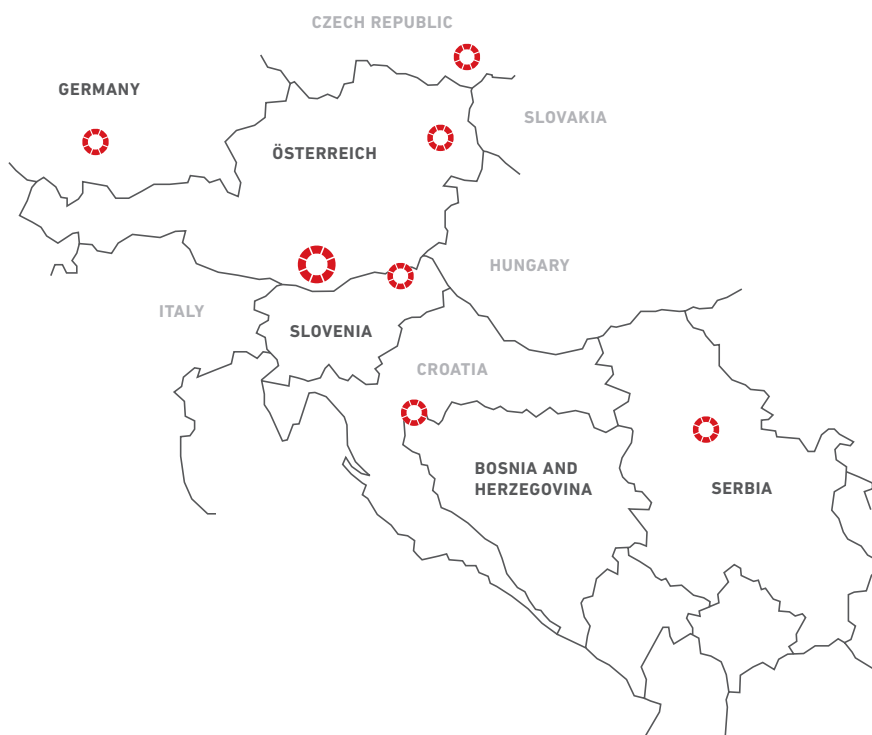 CZECH REPUBLIC
GERMANY
SLOVAKIA
ÖSTERREICH
HUNGARY
ITALY
SLOVENIA
CROATIA
BOSNIA AND
HERZEGOVINA
SERBIA